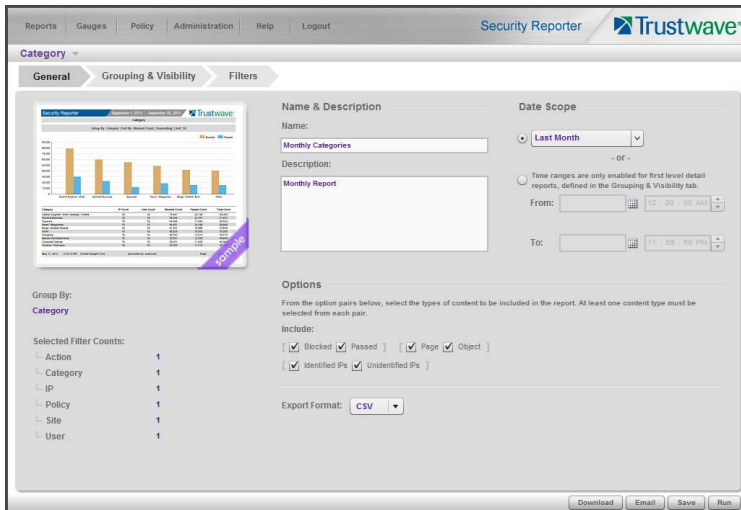 Reports Gauges Policy Administration Help Logout Security Reporter Trustwave
Category
General Grouping & Visibility Filters
Security Reporter Trustwave
Category
sample
Group By:
Category
Selected Filter Counts:
Action 1
Category 1
IP 1
Policy 1
Site 1
User 1
Name & Description
Name:
Monthly Categories
Description:
Monthly Report
Date Scope
Last Month
- or -
Time ranges are only enabled for first level detail
reports, defined in the Grouping & Visibility tab.
From: 12 : 00 : 00 AM
To: 11 : 59 : 59 PM
Options
From the option pairs below, select the types of content to be included in the report. At least one content type must be
selected from each pair.
Include:
[ Blocked Passed ] [ Page Object ]
[ Identified IPs Unidentified IPs ]
Export Format: CSV
Download Email Save Run